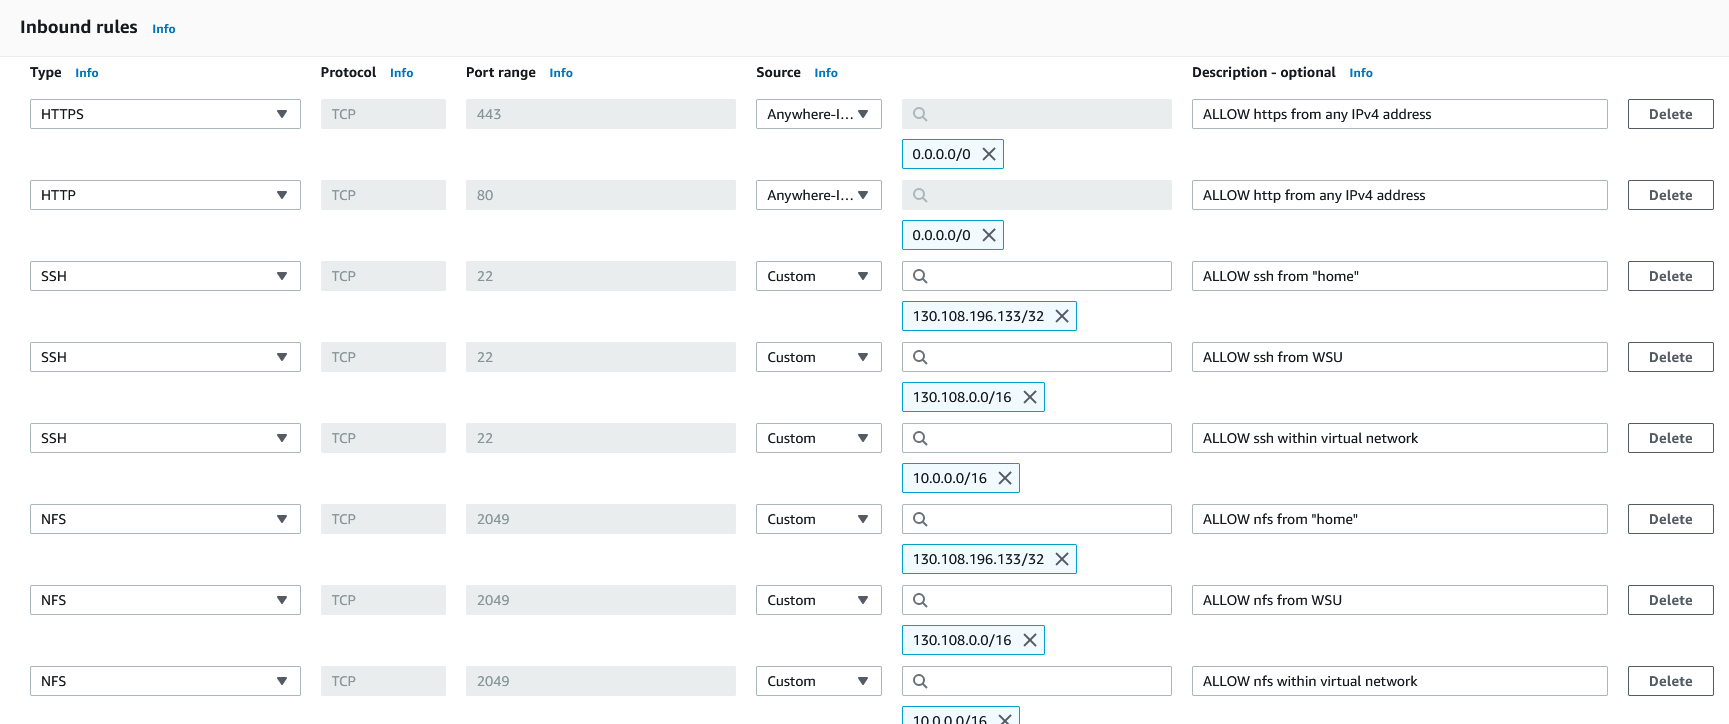 Inbound rules Info
Type Info Protocol Info Port range Info Source Info Description - optional Info
HTTPS TCP 443 Anywhere-I... ALLOW https from any IPv4 address Delete
0.0.0.0/0
HTTP TCP 80 Anywhere-I... ALLOW http from any IPv4 address Delete
0.0.0.0/0
SSH TCP 22 Custom ALLOW ssh from "home" Delete
130.108.196.133/32
SSH TCP 22 Custom ALLOW ssh from WSU Delete
130.108.0.0/16
SSH TCP 22 Custom ALLOW ssh within virtual network Delete
10.0.0.0/16
NFS TCP 2049 Custom ALLOW nfs from "home" Delete
130.108.196.133/32
NFS TCP 2049 Custom ALLOW nfs from WSU Delete
130.108.0.0/16
NFS TCP 2049 Custom ALLOW nfs within virtual network Delete
10.0.0.0/16